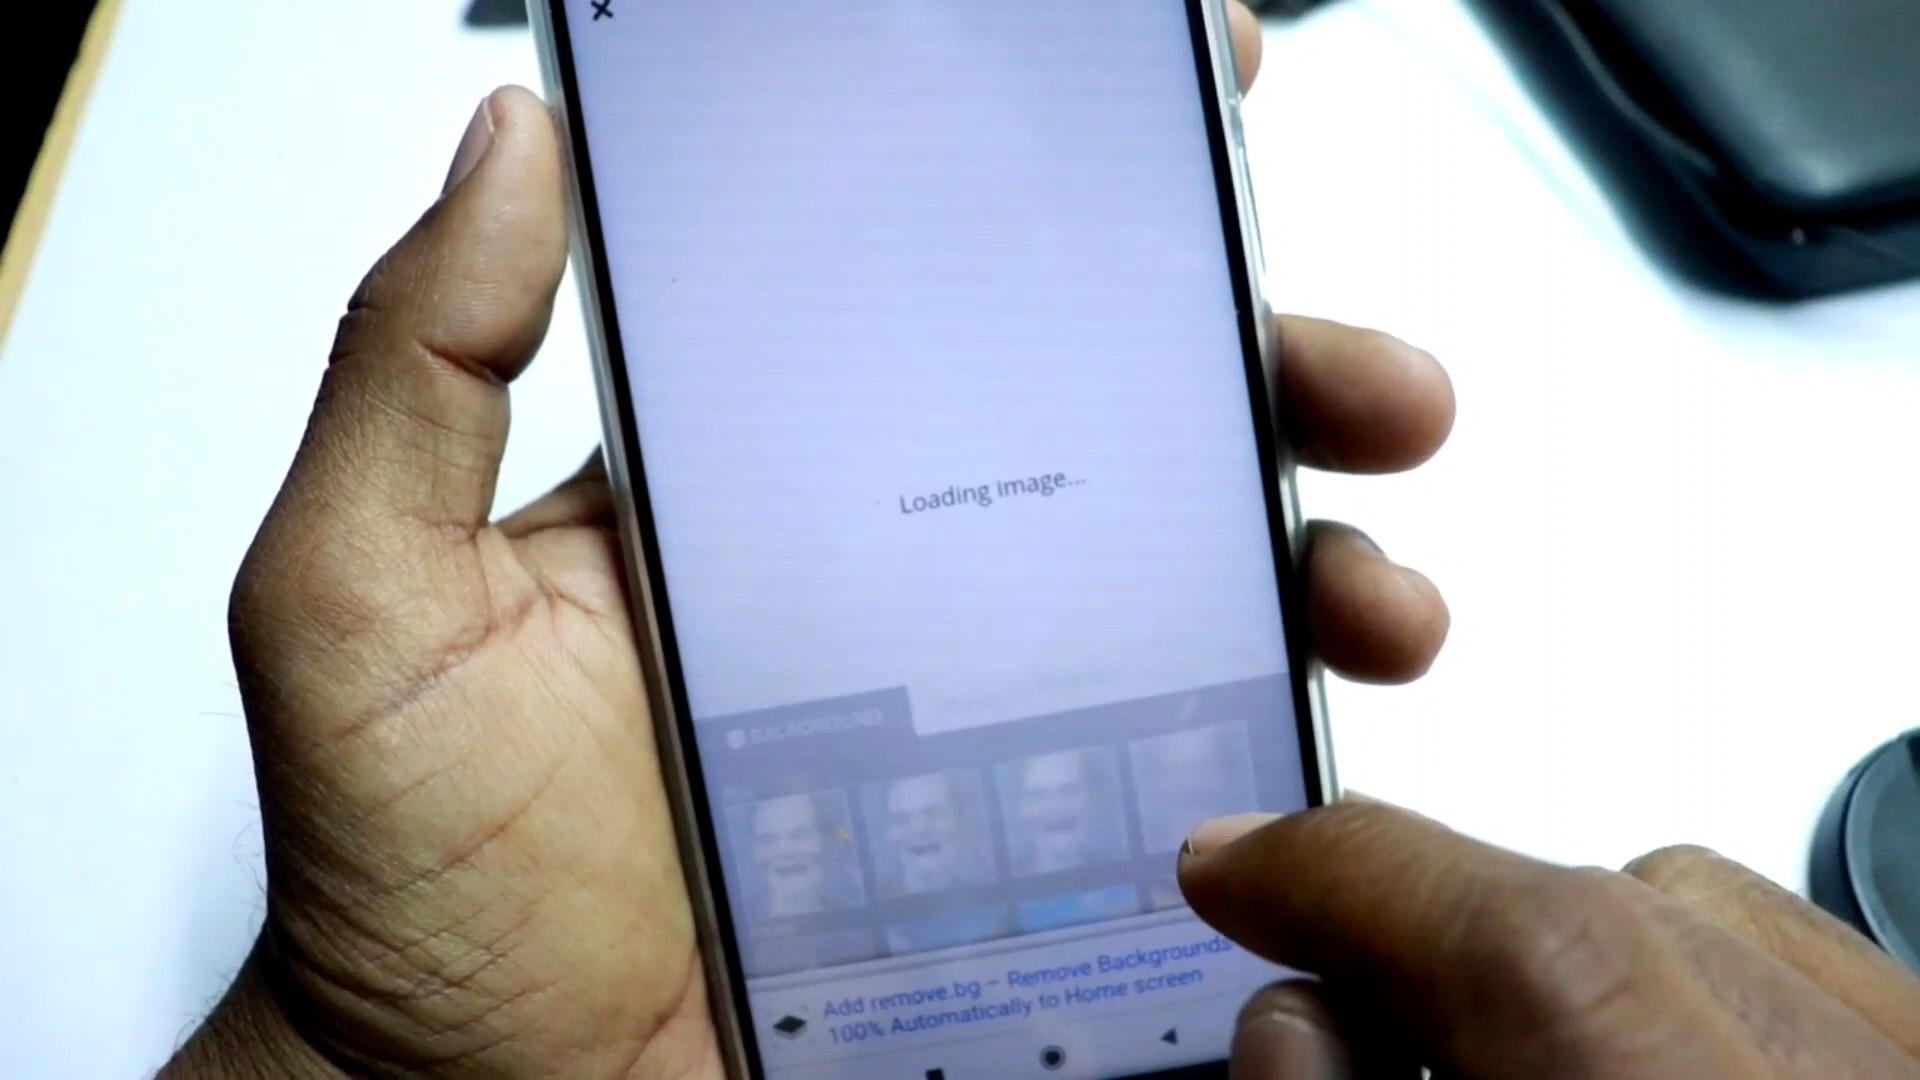 ×
Loading image...
BACKGROUND
Add remove.bg – Remove Backgrounds
100% Automatically to Home screen